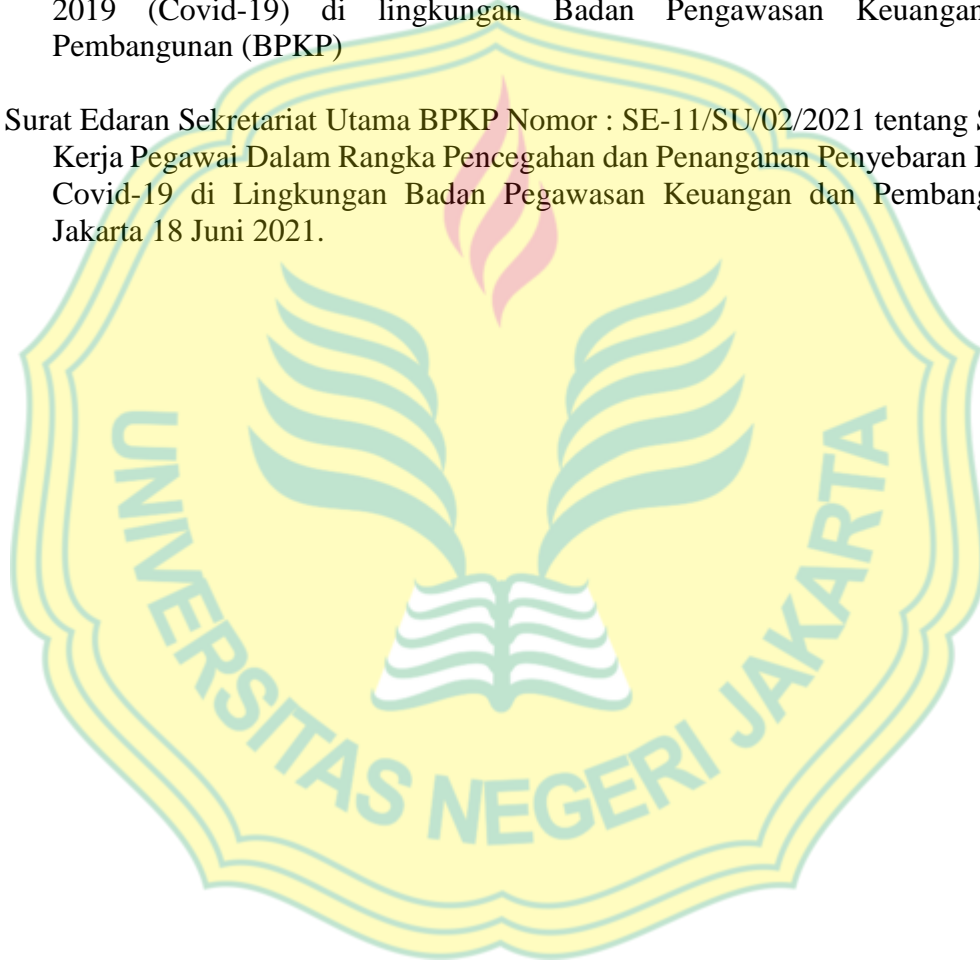 2019 (Covid-19) di lingkungan Badan Pengawasan Keuangan
Pembangunan (BPKP)
Surat Edaran Sekretariat Utama BPKP Nomor : SE-11/SU/02/2021 tentang
Kerja Pegawai Dalam Rangka Pencegahan dan Penanganan Penyebaran
Covid-19 di Lingkungan Badan Pegawasan Keuangan dan
Jakarta 18 Juni 2021.
UNIVERSITAS NEGERI JAKARTA